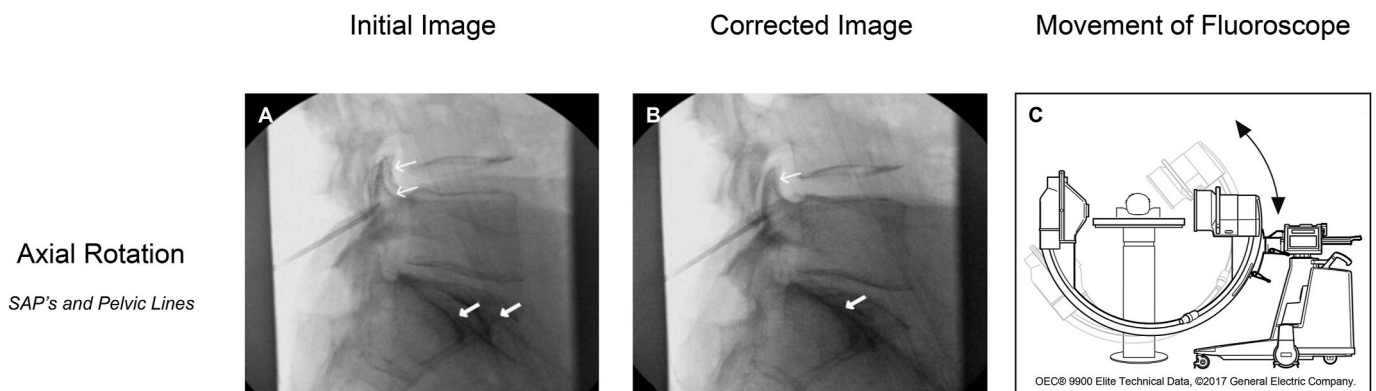 Initial Image
Corrected Image
Movement of Fluoroscope
A
B
C
Axial Rotation
SAP's and Pelvic Lines
OEC® 9900 Elite Technical Data, ©2017 General Electric Company.